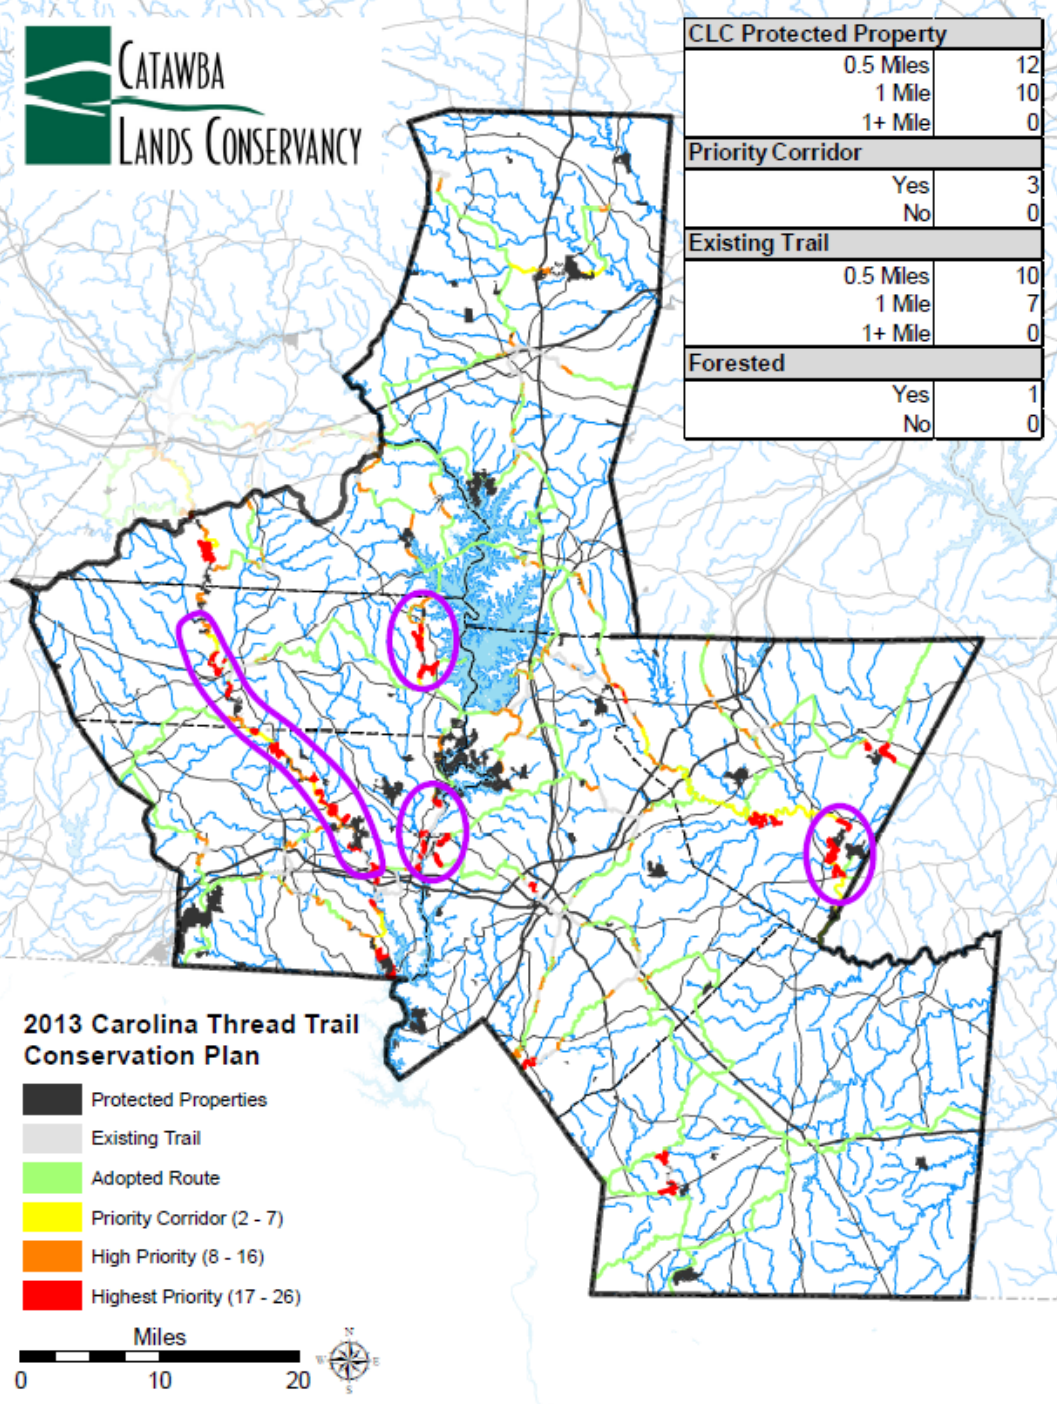 CATAWBA
LANDS CONSERVANCY
CLC Protected Property
0.5 Miles 12
1 Mile 10
1+ Mile 0
Priority Corridor
Yes 3
No 0
Existing Trail
0.5 Miles 10
1 Mile 7
1+ Mile 0
Forested
Yes 1
No 0
2013 Carolina Thread Trail
Conservation Plan
Protected Properties
Existing Trail
Adopted Route
Priority Corridor (2 - 7)
High Priority (8 - 16)
Highest Priority (17 - 26)
Miles
0 10 20
N
W E
S